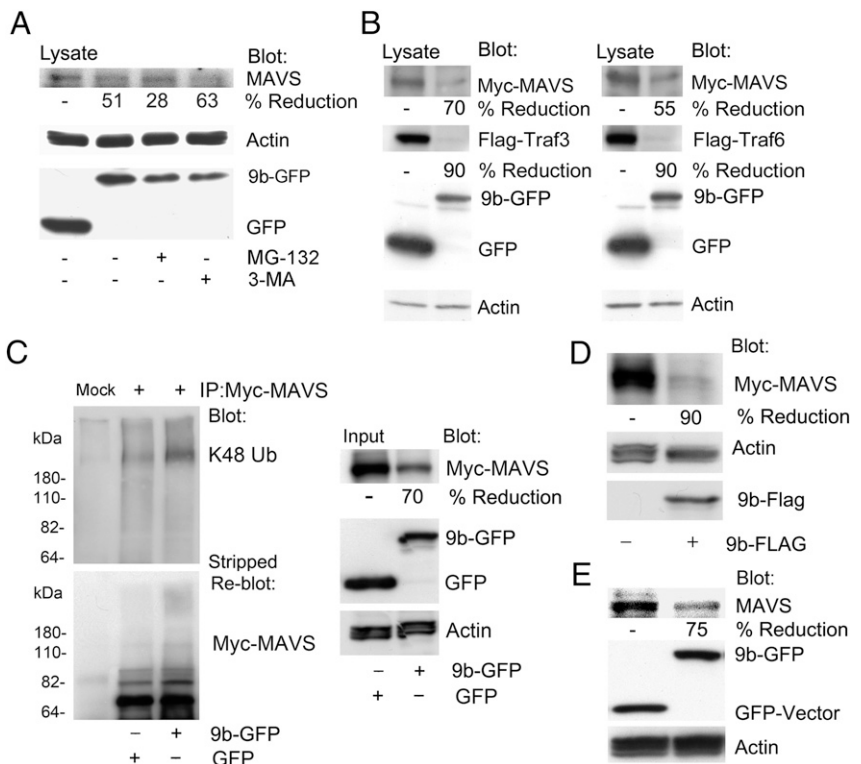 A
Lysate Blot:
MAVS
- 51 28 63 % Reduction
Actin
9b-GFP
GFP
- - + - MG-132
- - - + 3-MA
B
Lysate Blot:
Myc-MAVS
- 70 % Reduction
Flag-Traf3
- 90 % Reduction
9b-GFP
GFP
Actin
Lysate Blot:
Myc-MAVS
- 55 % Reduction
Flag-Traf6
- 90 % Reduction
9b-GFP
GFP
Actin
C
Mock + + IP:Myc-MAVS
Blot:
kDa
K48 Ub
180-
110-
82-
64-
Stripped
Re-blot:
kDa
180-
Myc-MAVS
110-
82-
64-
- + 9b-GFP
+ - GFP
Input Blot:
Myc-MAVS
- 70 % Reduction
9b-GFP
GFP
Actin
- + 9b-GFP
+ - GFP
D
Blot:
Myc-MAVS
- 90 % Reduction
Actin
9b-Flag
- + 9b-FLAG
E
Blot:
MAVS
- 75 % Reduction
9b-GFP
GFP-Vector
Actin